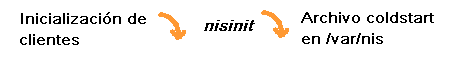 Inicialización de
clientes
nisinit
Archivo coldstart
en /var/nis